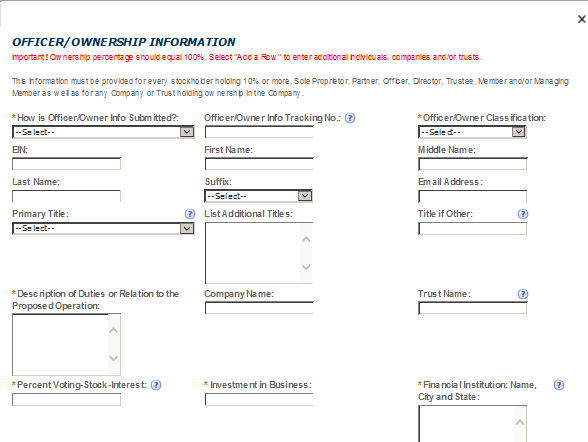 ×
OFFICER/OWNERSHIP INFORMATION
Important! Ownership percentage should equal 100%. Select "Add a Row" to enter additional individuals, companies and/or trusts.
This information must be provided for every stockholder holding 10% or more, Sole Proprietor, Partner, Officer, Director, Trustee, Member and/or Managing
Member as well as for any Company or Trust holding ownership in the Company.
*How is Officer/Owner Info Submitted?: Officer/Owner Info Tracking No.: ? *Officer/Owner Classification:
--Select-- --Select--
EIN: First Name: Middle Name:
Last Name: Suffix: Email Address:
--Select--
Primary Title: ? List Additional Titles: Title if Other: ?
--Select--
*Description of Duties or Relation to the Company Name: Trust Name: ?
Proposed Operation:
*Percent Voting-Stock-Interest: ? *Investment in Business: *Financial Institution: Name, ?
City and State: